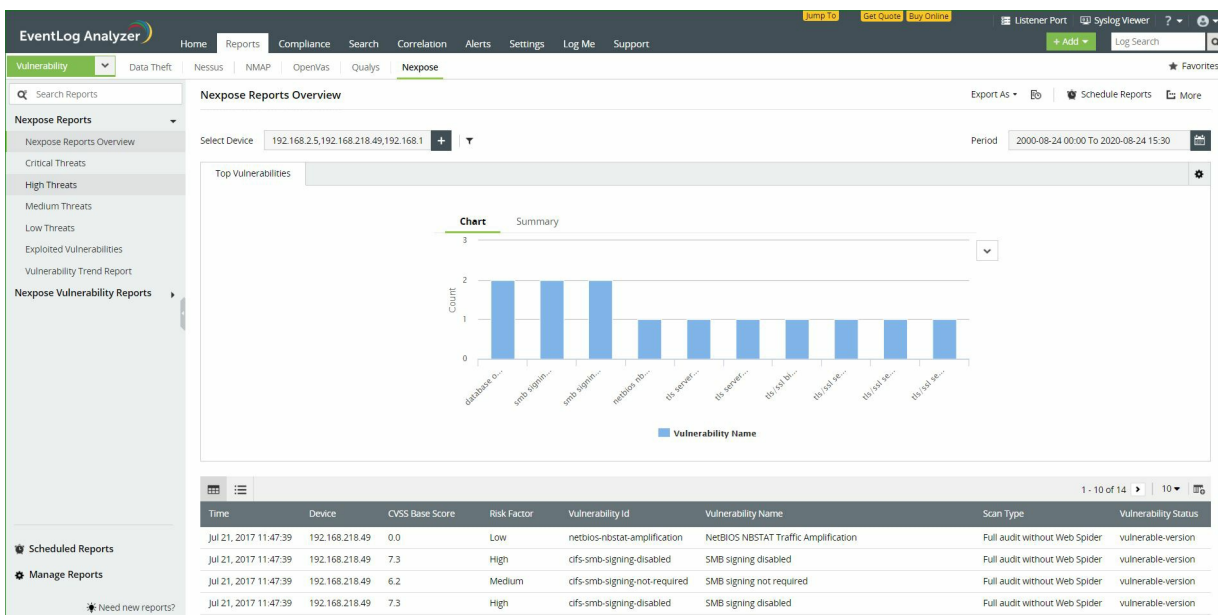 Jump To Get Quote Buy Online Listener Port Syslog Viewer ?
EventLog Analyzer
Home Reports Compliance Search Correlation Alerts Settings Log Me Support + Add Log Search
Vulnerability Data Theft Nessus NMAP OpenVas Qualys Nexpose Favorites
Search Reports
Nexpose Reports
Nexpose Reports Overview
Critical Threats
High Threats
Medium Threats
Low Threats
Exploited Vulnerabilities
Vulnerability Trend Report
Nexpose Vulnerability Reports
Scheduled Reports
Manage Reports
Need new reports?
Nexpose Reports Overview Export As Schedule Reports More
Select Device 192.168.2.5,192.168.218.49,192.168.1 + Period 2000-08-24 00:00 To 2020-08-24 15:30
Top Vulnerabilities
Chart Summary
3
2
1
0
Count
database o...
smb signin...
smb signin...
netbios nb...
tls server...
tls server...
tls/ssl bi...
tls/ssl se...
tls/ssl se...
tls/ssl se...
Vulnerability Name
1 - 10 of 14 10
Time Device CVSS Base Score Risk Factor Vulnerability Id Vulnerability Name Scan Type Vulnerability Status
Jul 21, 2017 11:47:39 192.168.218.49 0.0 Low netbios-nbstat-amplification NetBIOS NBSTAT Traffic Amplification Full audit without Web Spider vulnerable-version
Jul 21, 2017 11:47:39 192.168.218.49 7.3 High cifs-smb-signing-disabled SMB signing disabled Full audit without Web Spider vulnerable-version
Jul 21, 2017 11:47:39 192.168.218.49 6.2 Medium cifs-smb-signing-not-required SMB signing not required Full audit without Web Spider vulnerable-version
Jul 21, 2017 11:47:39 192.168.218.49 7.3 High cifs-smb-signing-disabled SMB signing disabled Full audit without Web Spider vulnerable-version